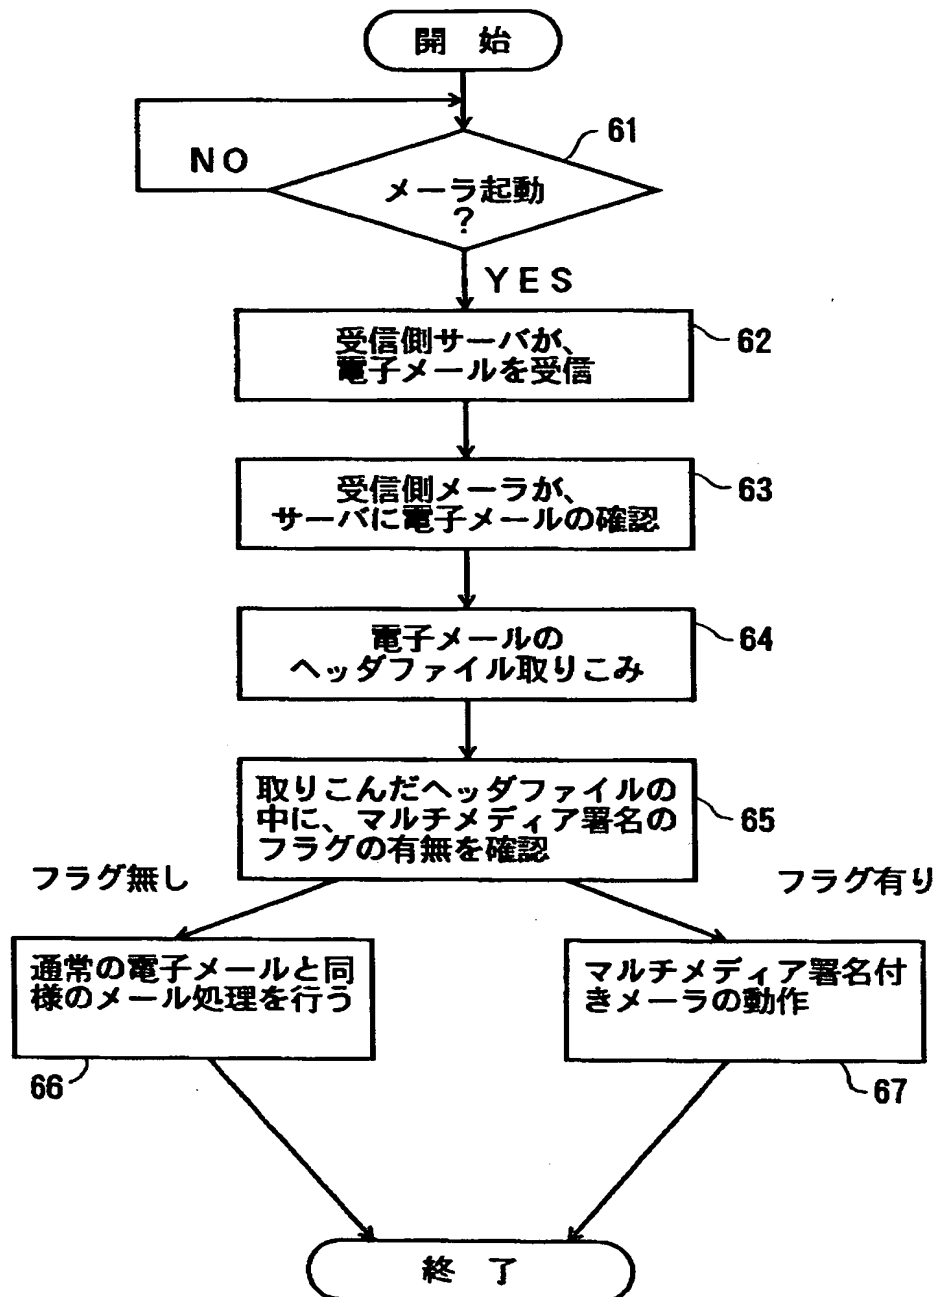 開 始
61
NO
メーラ起動
?
YES
62
受信側サーバが、
電子メールを受信
63
受信側メーラが、
サーバに電子メールの確認
64
電子メールの
ヘッダファイル取りこみ
65
取りこんだヘッダファイルの
中に、マルチメディア署名の
フラグの有無を確認
フラグ無し
フラグ有り
通常の電子メールと同
様のメール処理を行う
66
マルチメディア署名付
きメーラの動作
67
終 了